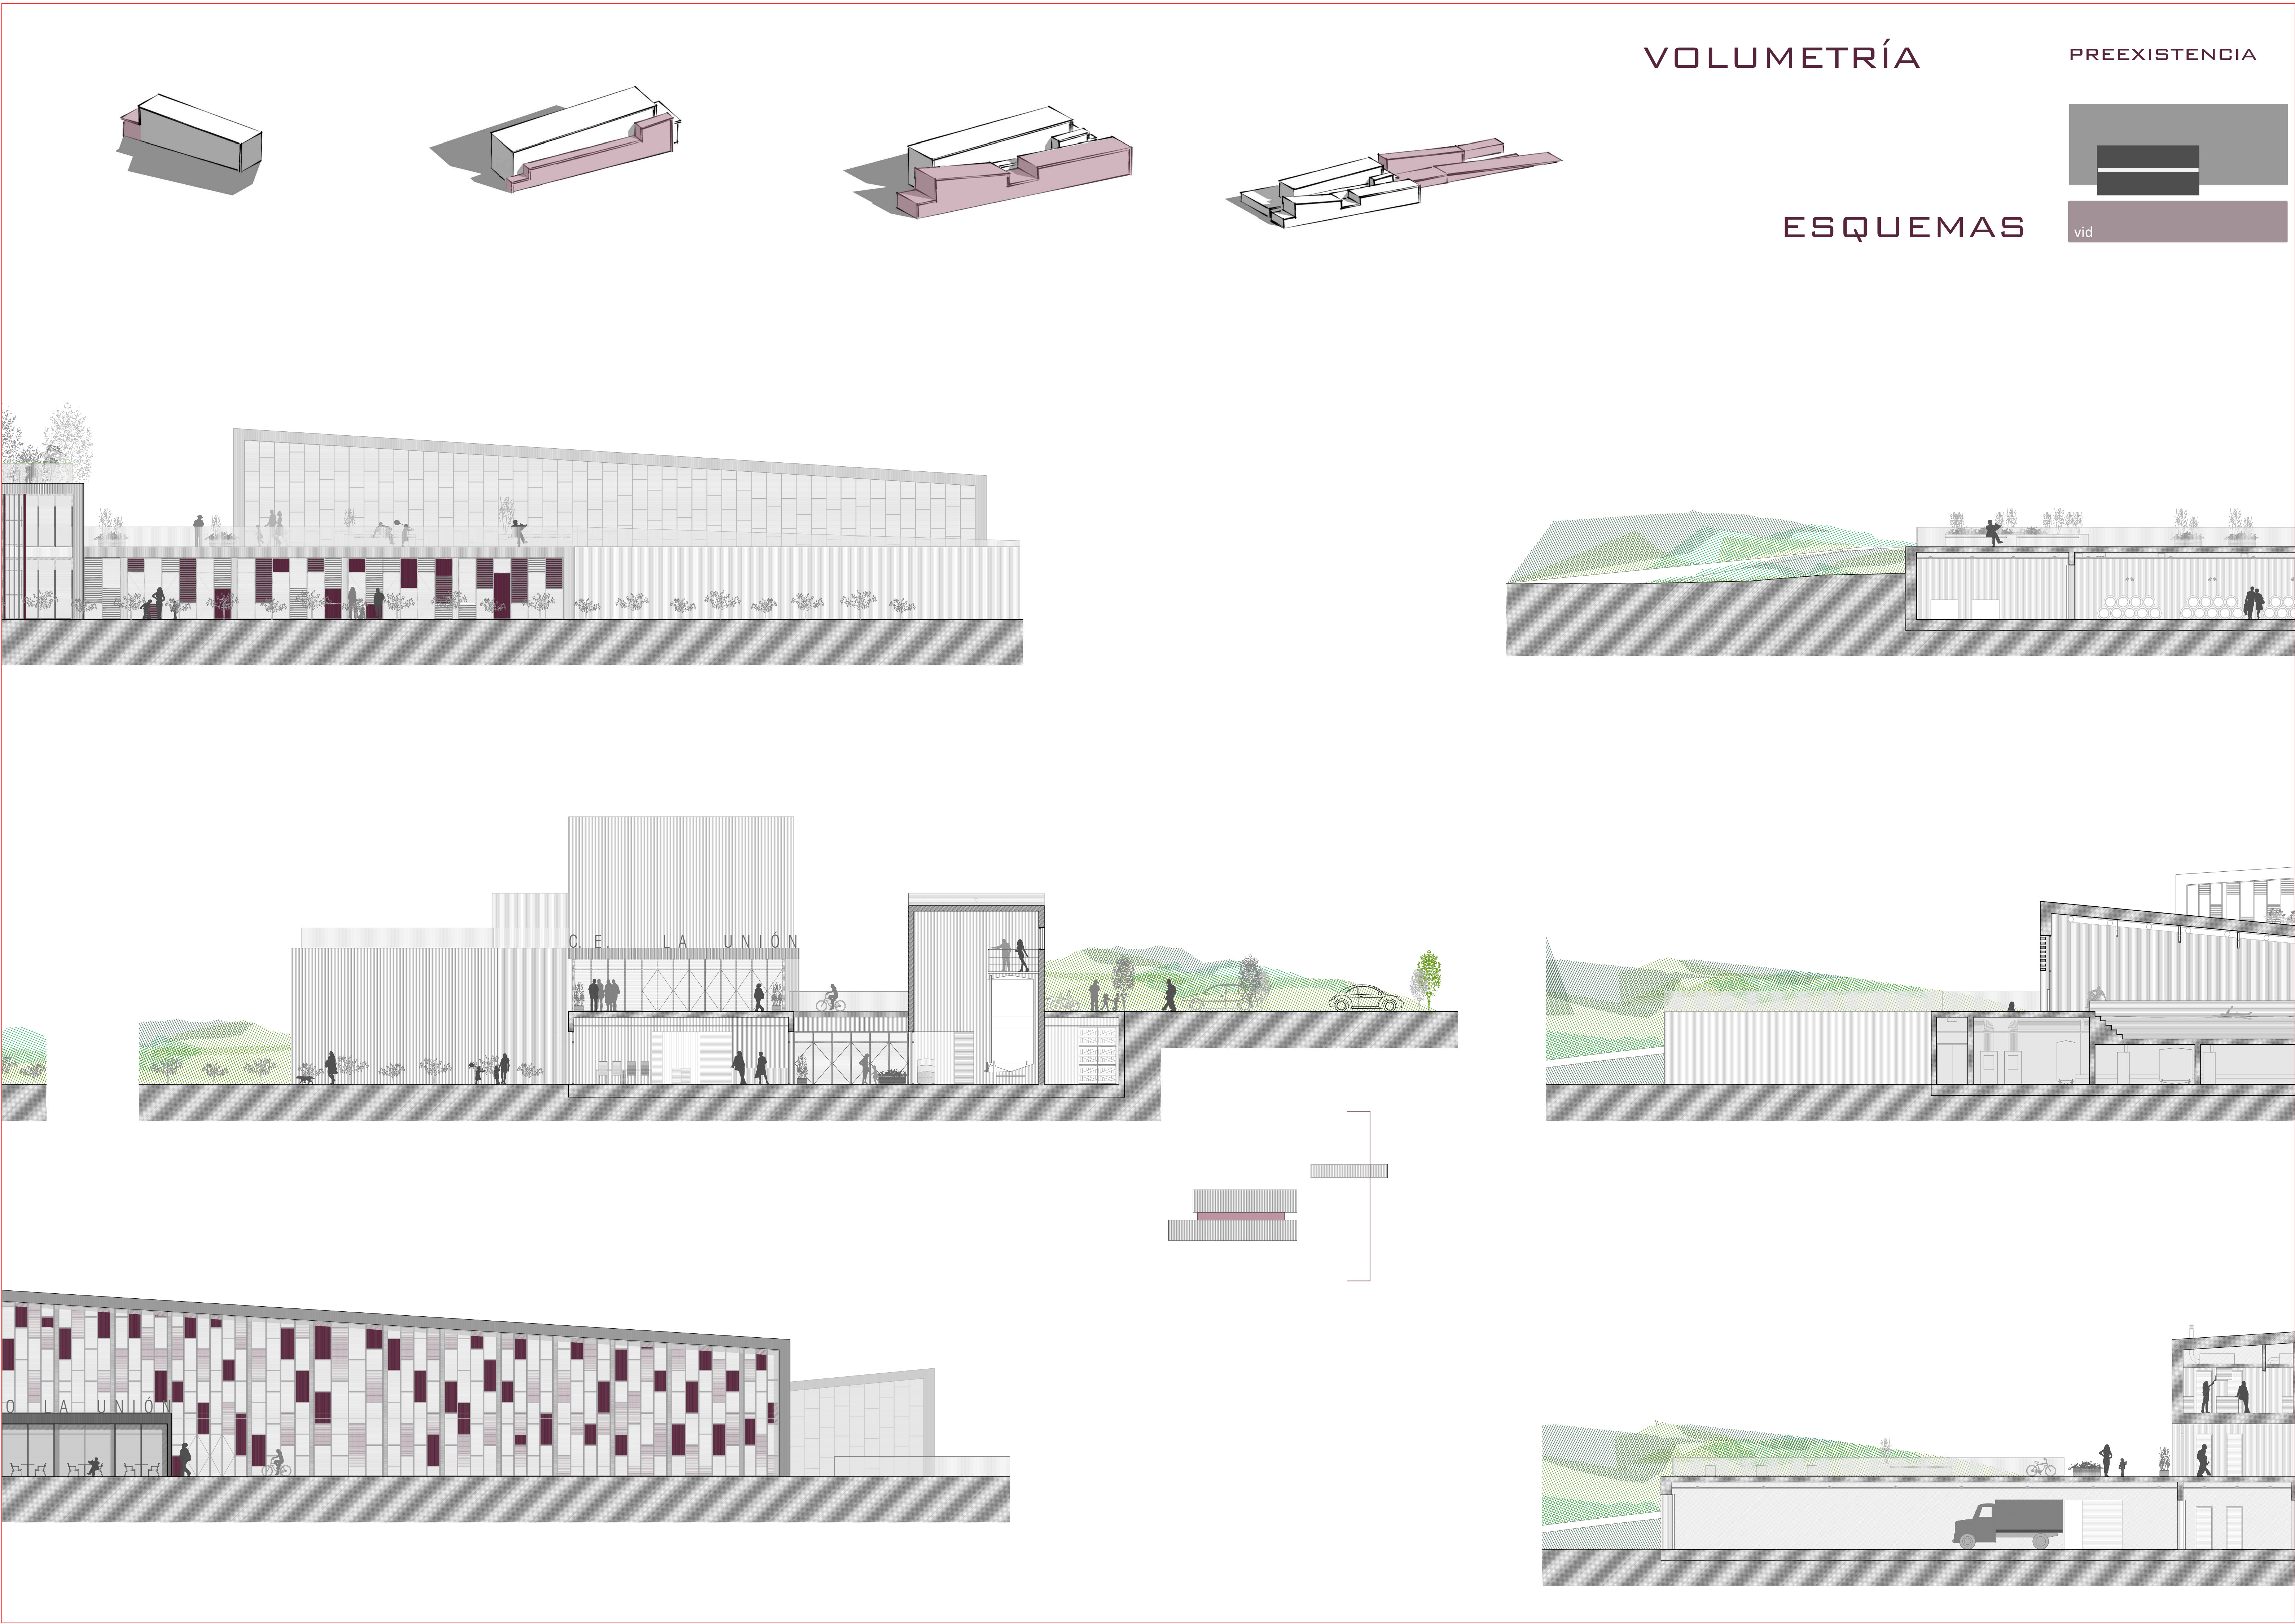 VOLUMETRÍA
PREEXISTENCIA
ESQUEMAS
vid
C. E. LA UNIÓN
O LA UNIÓN